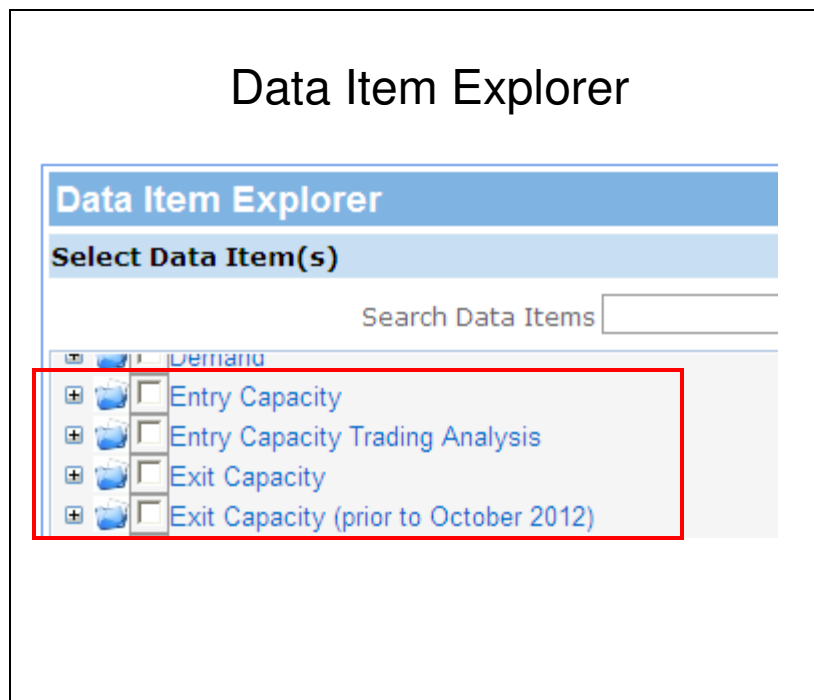 Data Item Explorer
Data Item Explorer
Select Data Item(s)
Search Data Items
Demand
Entry Capacity
Entry Capacity Trading Analysis
Exit Capacity
Exit Capacity (prior to October 2012)